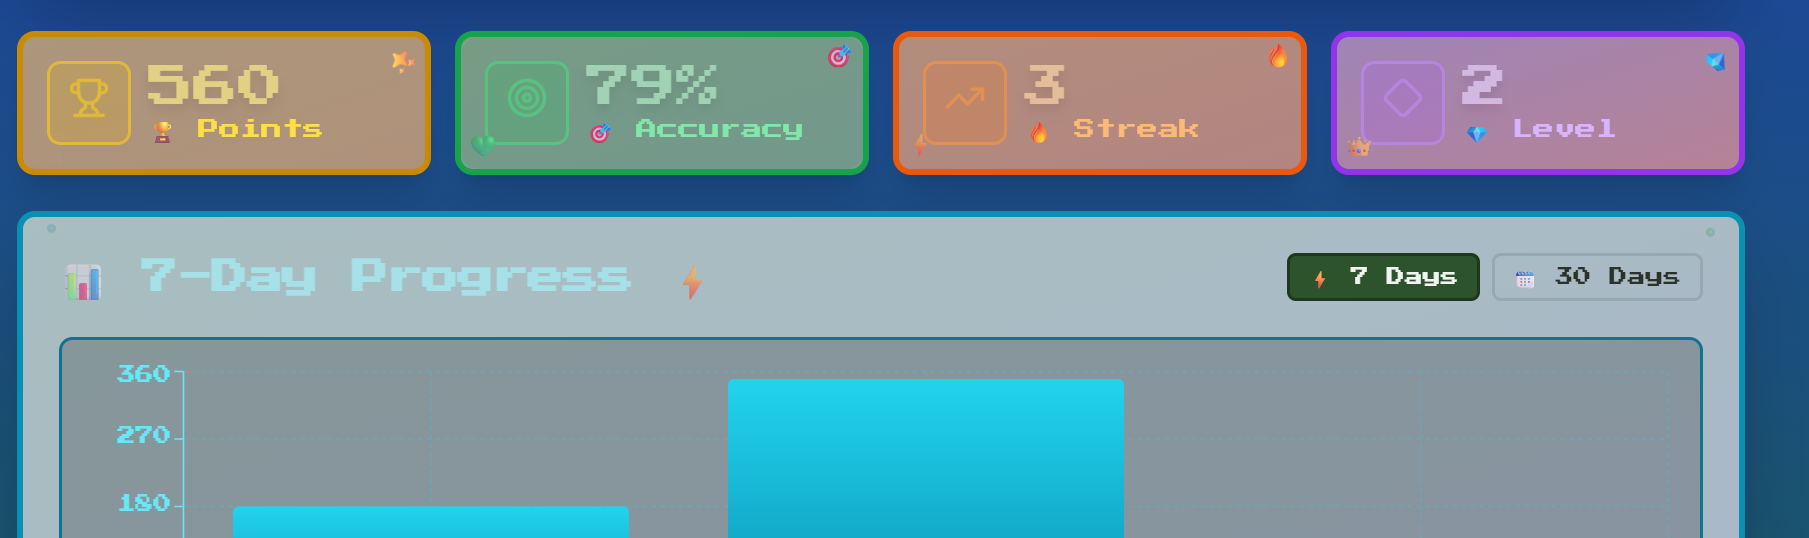 560
Points
79%
Accuracy
3
Streak
2
Level
7-Day Progress
7 Days
30 Days
360
270
180